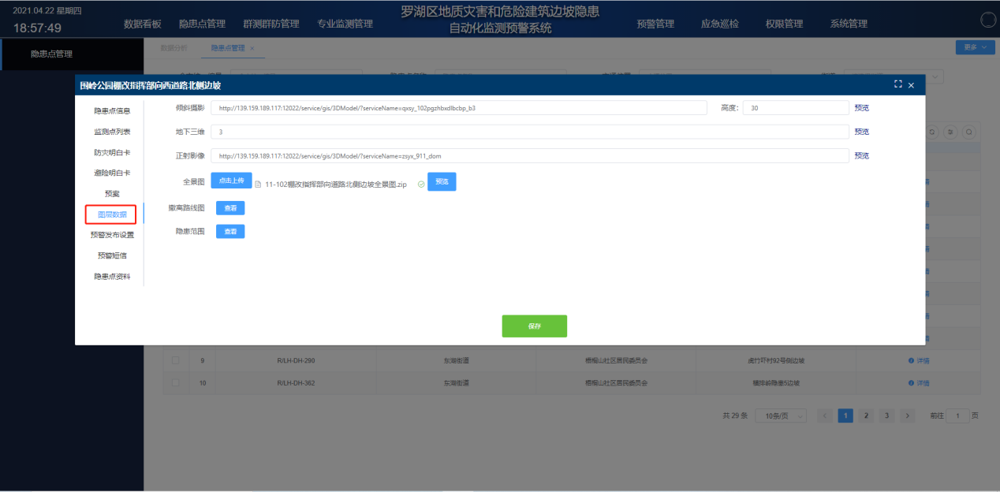 2021.04.22 星期四
18:57:49
数据看板 隐患点管理 群测群防管理 专业监测管理
罗湖区地质灾害和危险建筑边坡隐患
自动化监测预警系统
预警管理 应急巡检 权限管理 系统管理
隐患点管理
数据分析 隐患点管理 ×
更多
围岭公园棚改指挥部向西道路北侧边坡
隐患点信息
监测点列表
防灾明白卡
避险明白卡
预案
图层数据
预警发布设置
预警短信
隐患点资料
倾斜摄影 http://139.159.189.117:12022/service/gis/3DModel/?serviceName=qxsy_102pgzhbxdlbcbp_b3 高度: 30 预览
地下三维 3 预览
正射影像 http://139.159.189.117:12022/service/gis/3DModel/?serviceName=zsyx_911_dom 预览
全景图 点击上传 11-102棚改指挥部向道路北侧边坡全景图.zip 预览
撤离路线图 查看
隐患范围 查看
保存
9 R/LH-DH-290 东湖街道 梧桐山社区居民委员会 虎竹吓村92号侧边坡 详情
10 R/LH-DH-362 东湖街道 梧桐山社区居民委员会 横排岭隐患5边坡 详情
共 29 条 10条/页 < 1 2 3 > 前往 1 页